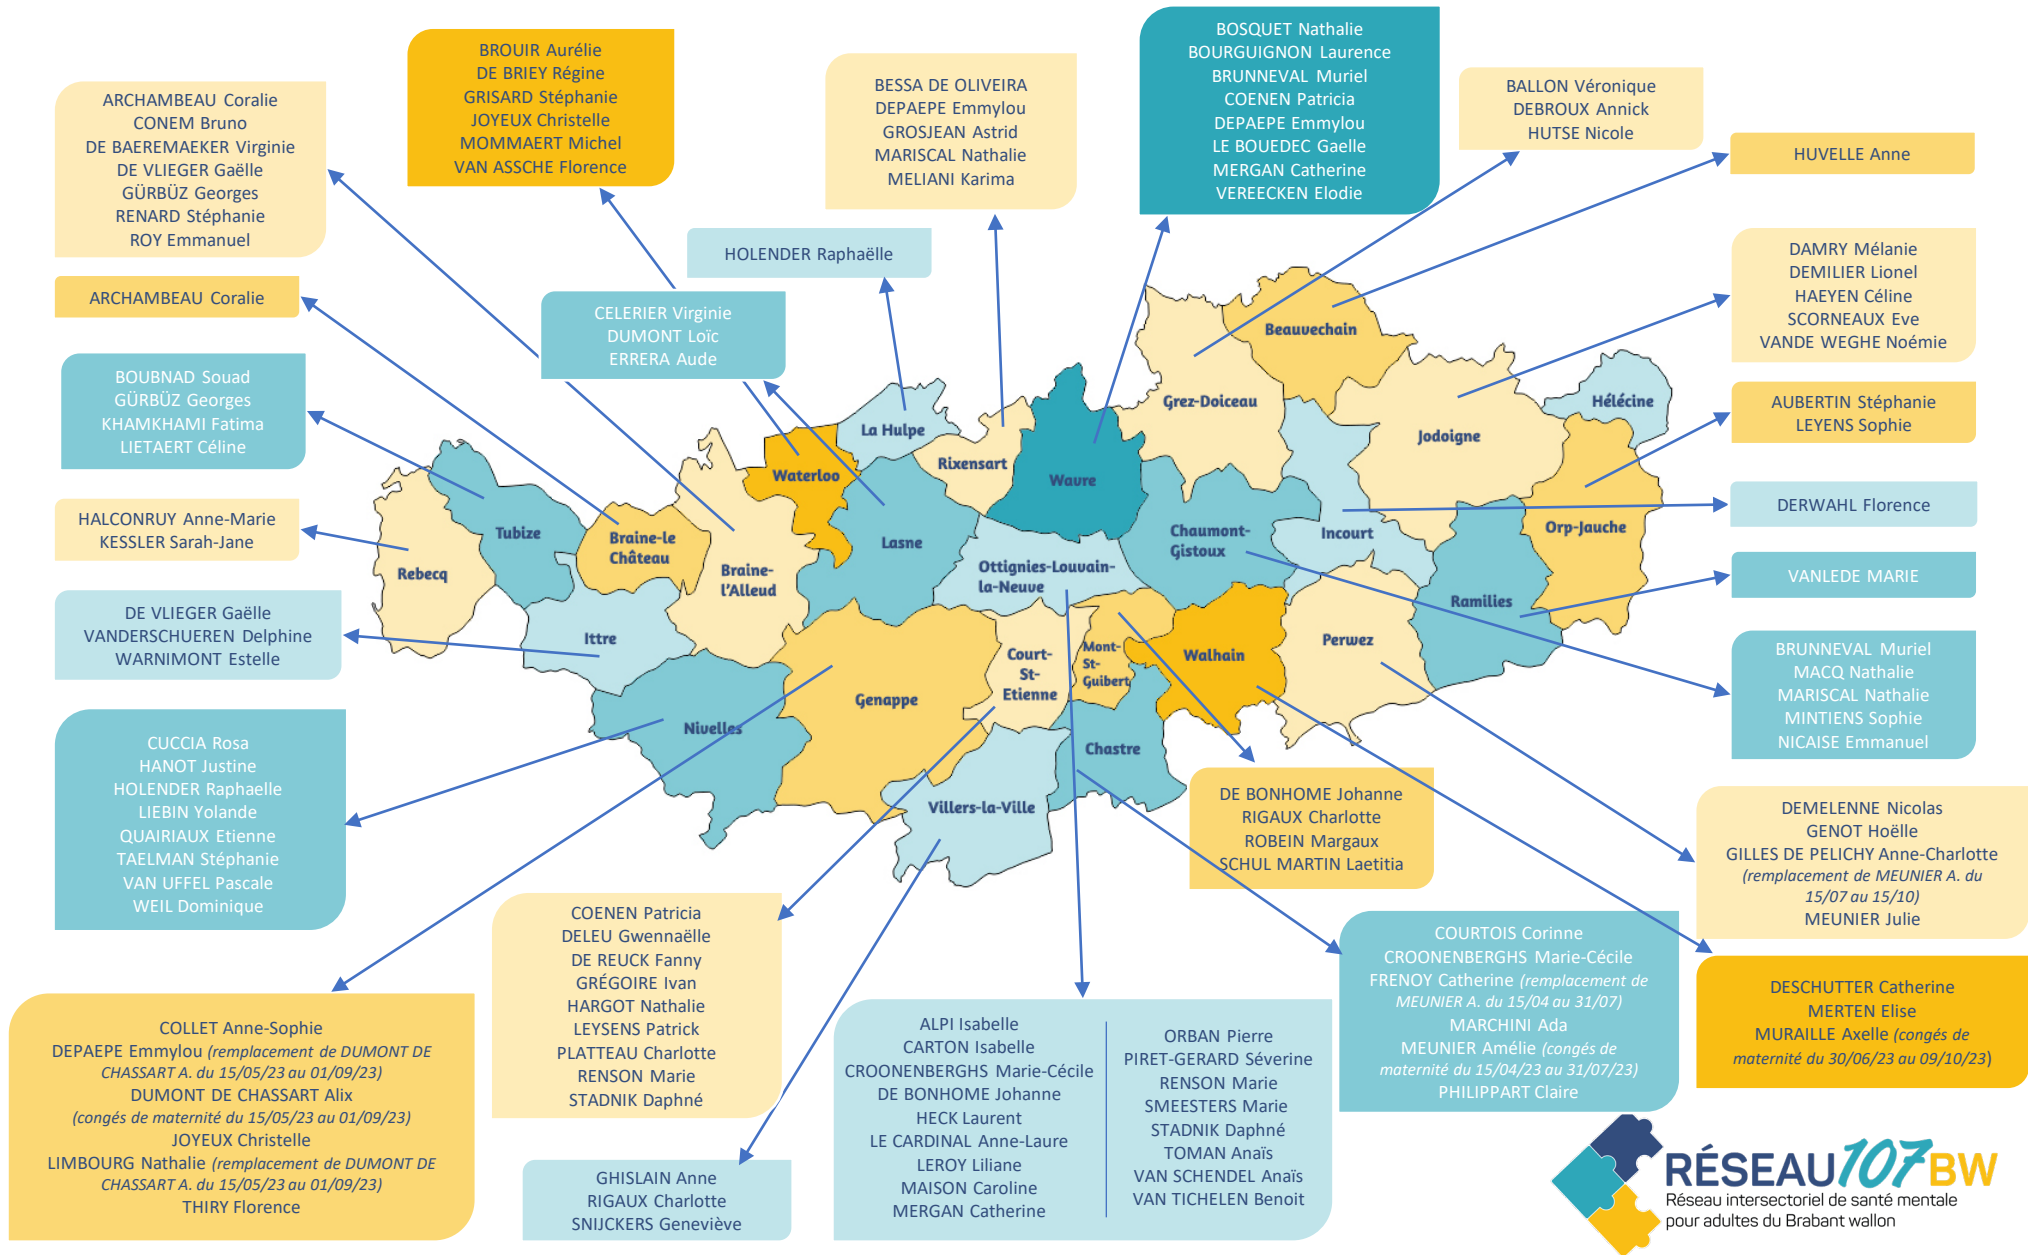 BROUIR Aurélie
DE BRIEY Régine
GRISARD Stéphanie
JOYEUX Christelle
MOMMAERT Michel
VAN ASSCHE Florence
BESSA DE OLIVEIRA
DEPAEPE Emmylou
GROSJEAN Astrid
MARISCAL Nathalie
MELIANI Karima
BOSQUET Nathalie
BOURGUIGNON Laurence
BRUNNEVAL Muriel
COENEN Patricia
DEPAEPE Emmylou
LE BOUEDEC Gaelle
MERGAN Catherine
VEREECKEN Elodie
BALLON Véronique
DEBROUX Annick
HUTSE Nicole
ARCHAMBEAU Coralie
CONEM Bruno
DE BAEREMAEKER Virginie
DE VLIEGER Gaëlle
GÜRBÜZ Georges
RENARD Stéphanie
ROY Emmanuel
HUVELLE Anne
HOLENDER Raphaëlle
ARCHAMBEAU Coralie
CELERIER Virginie
DUMONT Loïc
ERRERA Aude
DAMRY Mélanie
DEMILIER Lionel
HAEYEN Céline
SCORNEAUX Eve
VANDE WEGHE Noémie
BOUBNAD Souad
GÜRBÜZ Georges
KHAMKHAMI Fatima
LIETAERT Céline
AUBERTIN Stéphanie
LEYENS Sophie
HALCONRUY Anne-Marie
KESSLER Sarah-Jane
DERWAHL Florence
VANLEDE MARIE
DE VLIEGER Gaëlle
VANDERSCHUEREN Delphine
WARNIMONT Estelle
BRUNNEVAL Muriel
MACQ Nathalie
MARISCAL Nathalie
MINTIENS Sophie
NICAISE Emmanuel
Beauvechain
Grez-Doiceau
Hélécine
Jodoigne
La Hulpe
Rixensart
Waterloo
Wavre
Tubize
Braine-le
Château
Lasne
Chaumont-
Gistoux
Incourt
Orp-Jauche
Rebecq
Braine-
l'Alleud
Ottignies-Louvain-
la-Neuve
Ramilies
Ittre
Court-
St-
Etienne
Mont-
St-
Guibert
Walhain
Perwez
Genappe
Nivelles
Chastre
Villers-la-Ville
CUCCIA Rosa
HANOT Justine
HOLENDER Raphaelle
LIEBIN Yolande
QUAIRIAUX Etienne
TAELMAN Stéphanie
VAN UFFEL Pascale
WEIL Dominique
DE BONHOME Johanne
RIGAUX Charlotte
ROBEIN Margaux
SCHUL MARTIN Laetitia
DEMELENNE Nicolas
GENOT Hoëlle
GILLES DE PELICHY Anne-Charlotte
(remplacement de MEUNIER A. du
15/07 au 15/10)
MEUNIER Julie
COENEN Patricia
DELEU Gwennaëlle
DE REUCK Fanny
GRÉGOIRE Ivan
HARGOT Nathalie
LEYSENS Patrick
PLATTEAU Charlotte
RENSON Marie
STADNIK Daphné
COURTOIS Corinne
CROONENBERGHS Marie-Cécile
FRENOY Catherine (remplacement de
MEUNIER A. du 15/04 au 31/07)
MARCHINI Ada
MEUNIER Amélie (congés de
maternité du 15/04/23 au 31/07/23)
PHILIPPART Claire
DESCHUTTER Catherine
MERTEN Elise
MURAILLE Axelle (congés de
maternité du 30/06/23 au 09/10/23)
COLLET Anne-Sophie
DEPAEPE Emmylou (remplacement de DUMONT DE
CHASSART A. du 15/05/23 au 01/09/23)
DUMONT DE CHASSART Alix
(congés de maternité du 15/05/23 au 01/09/23)
JOYEUX Christelle
LIMBOURG Nathalie (remplacement de DUMONT DE
CHASSART A. du 15/05/23 au 01/09/23)
THIRY Florence
GHISLAIN Anne
RIGAUX Charlotte
SNIJCKERS Geneviève
ALPI Isabelle
CARTON Isabelle
CROONENBERGHS Marie-Cécile
DE BONHOME Johanne
HECK Laurent
LE CARDINAL Anne-Laure
LEROY Liliane
MAISON Caroline
MERGAN Catherine
ORBAN Pierre
PIRET-GERARD Séverine
RENSON Marie
SMEESTERS Marie
STADNIK Daphné
TOMAN Anaïs
VAN SCHENDEL Anaïs
VAN TICHELEN Benoit
RÉSEAU107BW
Réseau intersectoriel de santé mentale
pour adultes du Brabant wallon